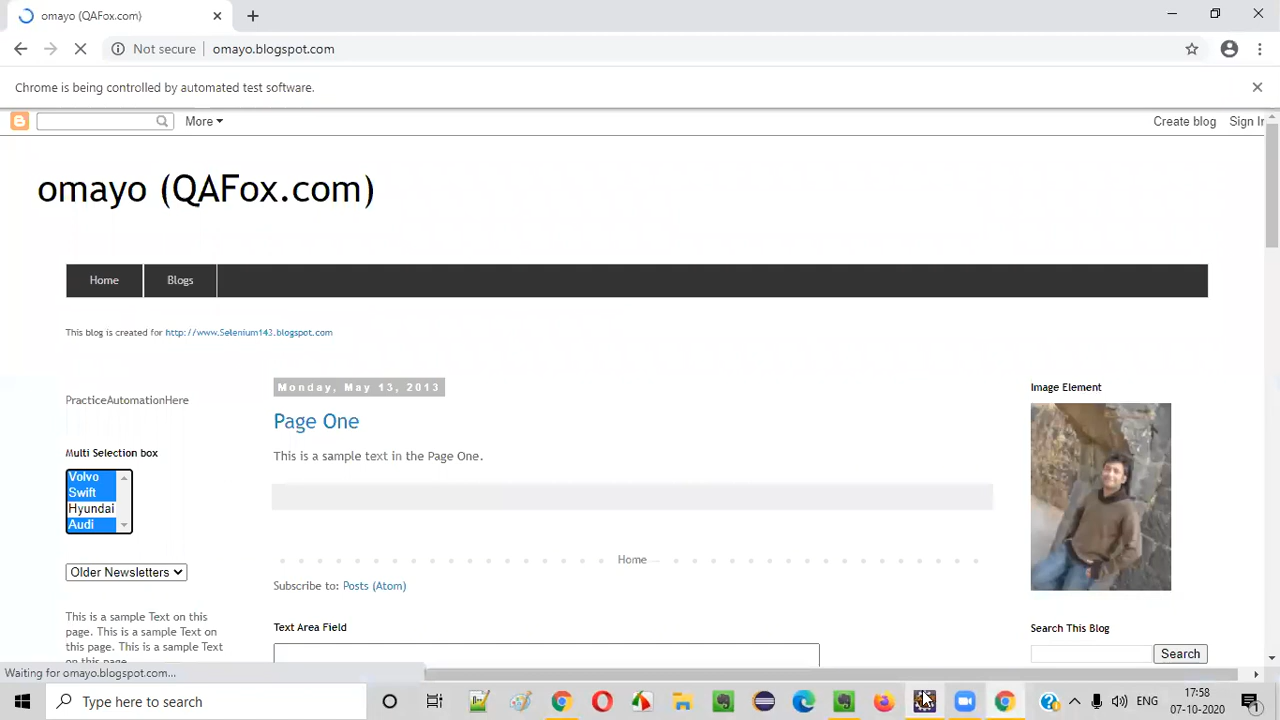 omayo (QAFox.com)
Not secure
omayo.blogspot.com
Chrome is being controlled by automated test software.
More
Create blog
Sign In
omayo (QAFox.com)
Home
Blogs
This blog is created for http://www.Selenium143.blogspot.com
PracticeAutomationHere
Multi Selection box
Volvo
Swift
Hyundai
Audi
Older Newsletters
This is a sample Text on this
page. This is a sample Text on
this page. This is a sample Text
on this page
Monday, May 13, 2013
Page One
This is a sample text in the Page One.
Home
Subscribe to: Posts (Atom)
Text Area Field
Image Element
Search This Blog
Search
Waiting for omayo.blogspot.com...
Type here to search
ENG
17:58
07-10-2020